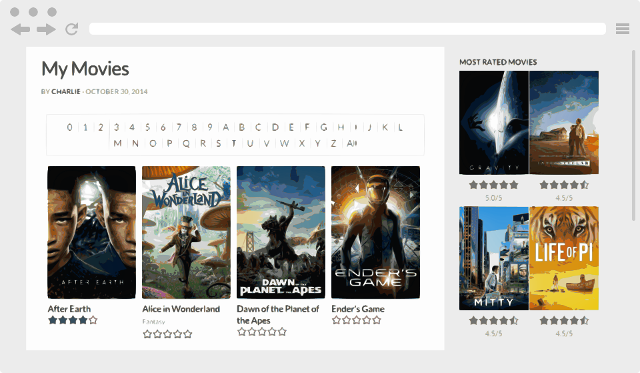 My Movies
BY CHARLIE - OCTOBER 30, 2014
0 1 2 3 4 5 6 7 8 9 A B C D E F G H I J K L
M N O P Q R S T U V W X Y Z All
AFTER EARTH
ALICE IN WONDERLAND
DAWN OF THE
PLANET OF THE APES
ENDER'S
GAME
After Earth
Alice in Wonderland
Fantasy
Dawn of the Planet of
the Apes
Ender's Game
MOST RATED MOVIES
GRAVITY
5.0/5
4.5/5
MITTY
LIFE OF PI
4.5/5
4.5/5